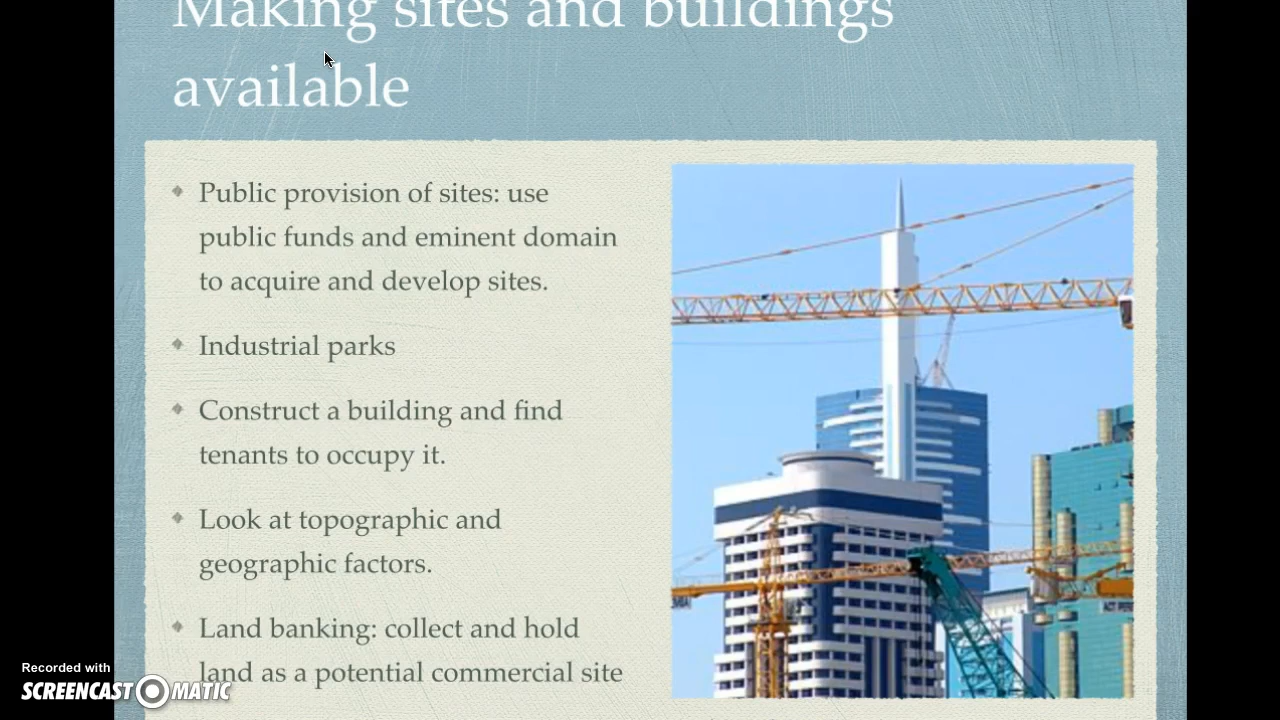 Making sites and buildings
available
Public provision of sites: use
public funds and eminent domain
to acquire and develop sites.
Industrial parks
Construct a building and find
tenants to occupy it.
Look at topographic and
geographic factors.
Land banking: collect and hold
land as a potential commercial site
Recorded with
SCREENCAST MATIC